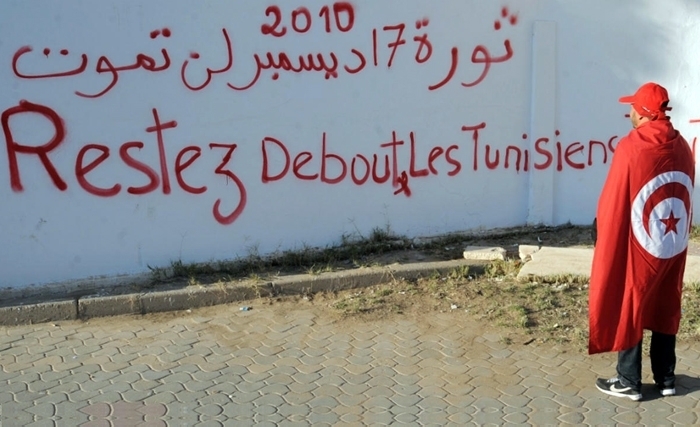 2010
ثورة 17 ديسمبر لن تموت
Restez Debout, Les Tunisiens